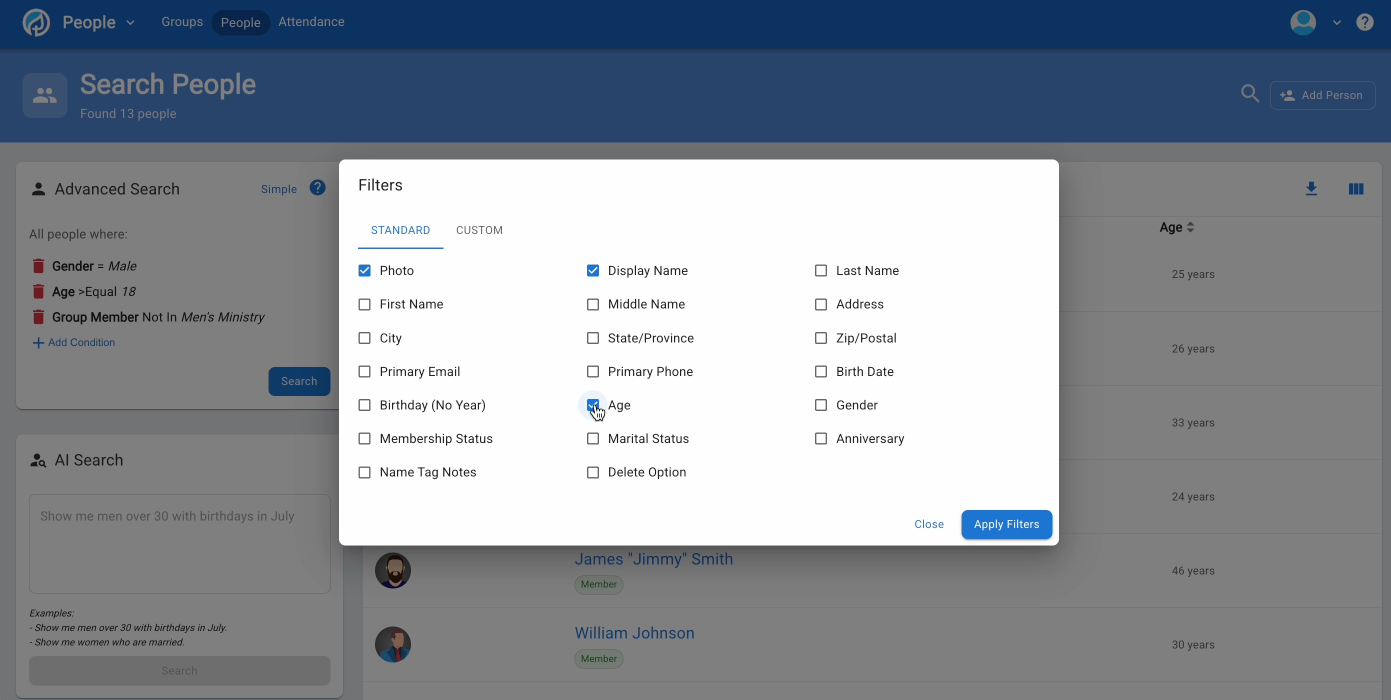 People
Groups
People
Attendance
Search People
Found 13 people
Add Person
Advanced Search
Simple
All people where:
Gender = Male
Age >Equal 18
Group Member Not In Men's Ministry
Add Condition
Search
AI Search
Show me men over 30 with birthdays in July
Examples:
- Show me men over 30 with birthdays in July.
- Show me women who are married.
Search
Filters
STANDARD CUSTOM
Photo Display Name Last Name
First Name Middle Name Address
City State/Province Zip/Postal
Primary Email Primary Phone Birth Date
Birthday (No Year) Age Gender
Membership Status Marital Status Anniversary
Name Tag Notes Delete Option
Close Apply Filters
Age
25 years
26 years
33 years
24 years
James "Jimmy" Smith
Member
46 years
William Johnson
Member
30 years